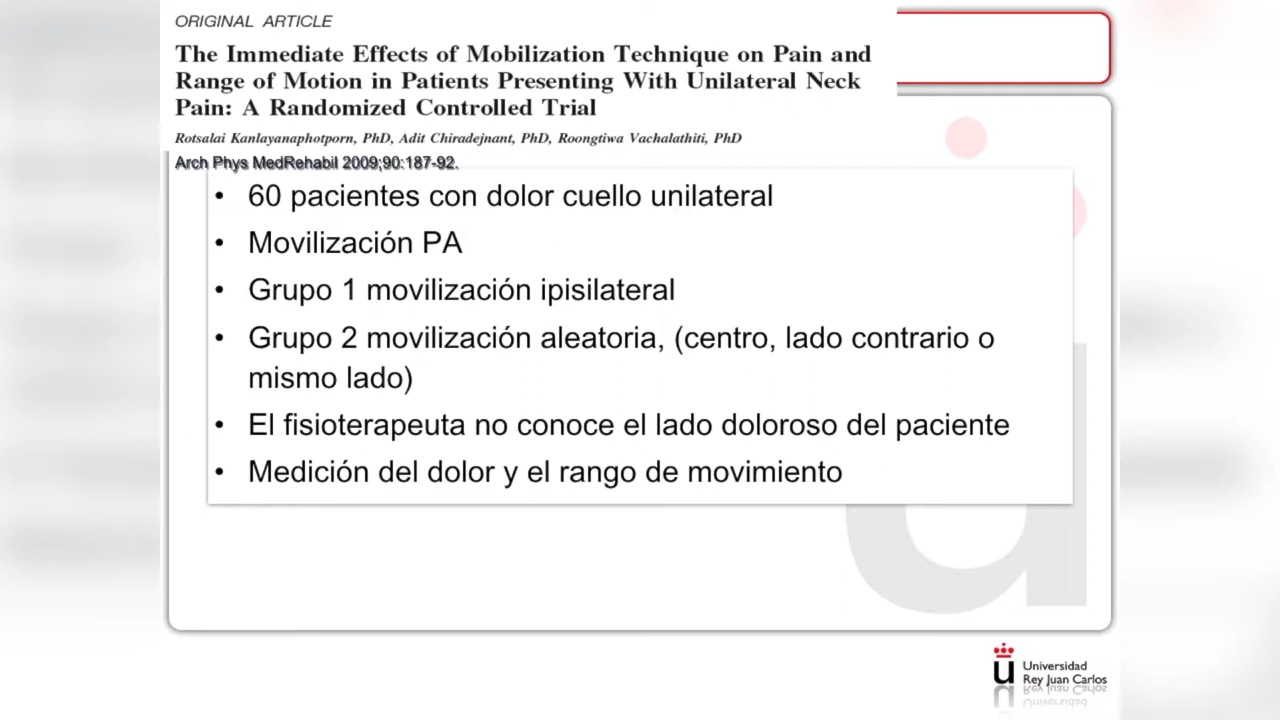 ORIGINAL ARTICLE
The Immediate Effects of Mobilization Technique on Pain and
Range of Motion in Patients Presenting With Unilateral Neck
Pain: A Randomized Controlled Trial
Rotsalai Kanlayanaphotporn, PhD, Adit Chiradejnant, PhD, Roongtiwa Vachalathiti, PhD
Arch Phys MedRehabil 2009;90:187-92.
• 60 pacientes con dolor cuello unilateral
• Movilización PA
• Grupo 1 movilización ipisilateral
• Grupo 2 movilización aleatoria, (centro, lado contrario o
mismo lado)
• El fisioterapeuta no conoce el lado doloroso del paciente
• Medición del dolor y el rango de movimiento
u
Universidad
Rey Juan Carlos